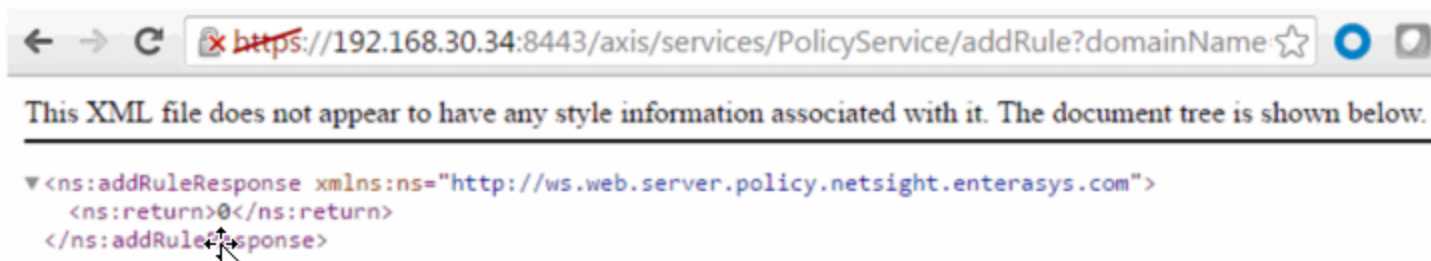 https://192.168.30.34:8443/axis/services/PolicyService/addRule?domainName
This XML file does not appear to have any style information associated with it. The document tree is shown below.
<ns:addRuleResponse xmlns:ns="http://ws.web.server.policy.netsight.enterasys.com">
<ns:return>0</ns:return>
</ns:addRuleResponse>